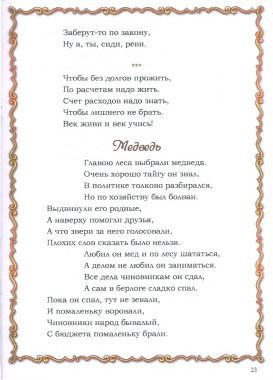 Заберут-то по закону,
Ну а, ты, сиди, реви.
***
Чтобы без долгов прожить,
По расчетам надо жить.
Счет расходов надо знать,
Чтобы лишнего не брать.
Век живи и век учись!
Медведь
Главою леса выбрали медведя.
Очень хорошо тайгу он знал,
В политике толково разбирался,
Но по хозяйству был болван.
Выдвинули его родные,
А наверху помогли друзья,
А что звери за него голосовали,
Плохих слов сказать было нельзя.
Любил он мед и по лесу шататься,
А делом не любил он заниматься.
Все дела чиновникам он сдал,
А сам в берлоге сладко спал.
Пока он спал, тут не зевали,
И помаленьку воровали,
Чиновники народ бывалый,
С бюджета помаленьку брали.
23